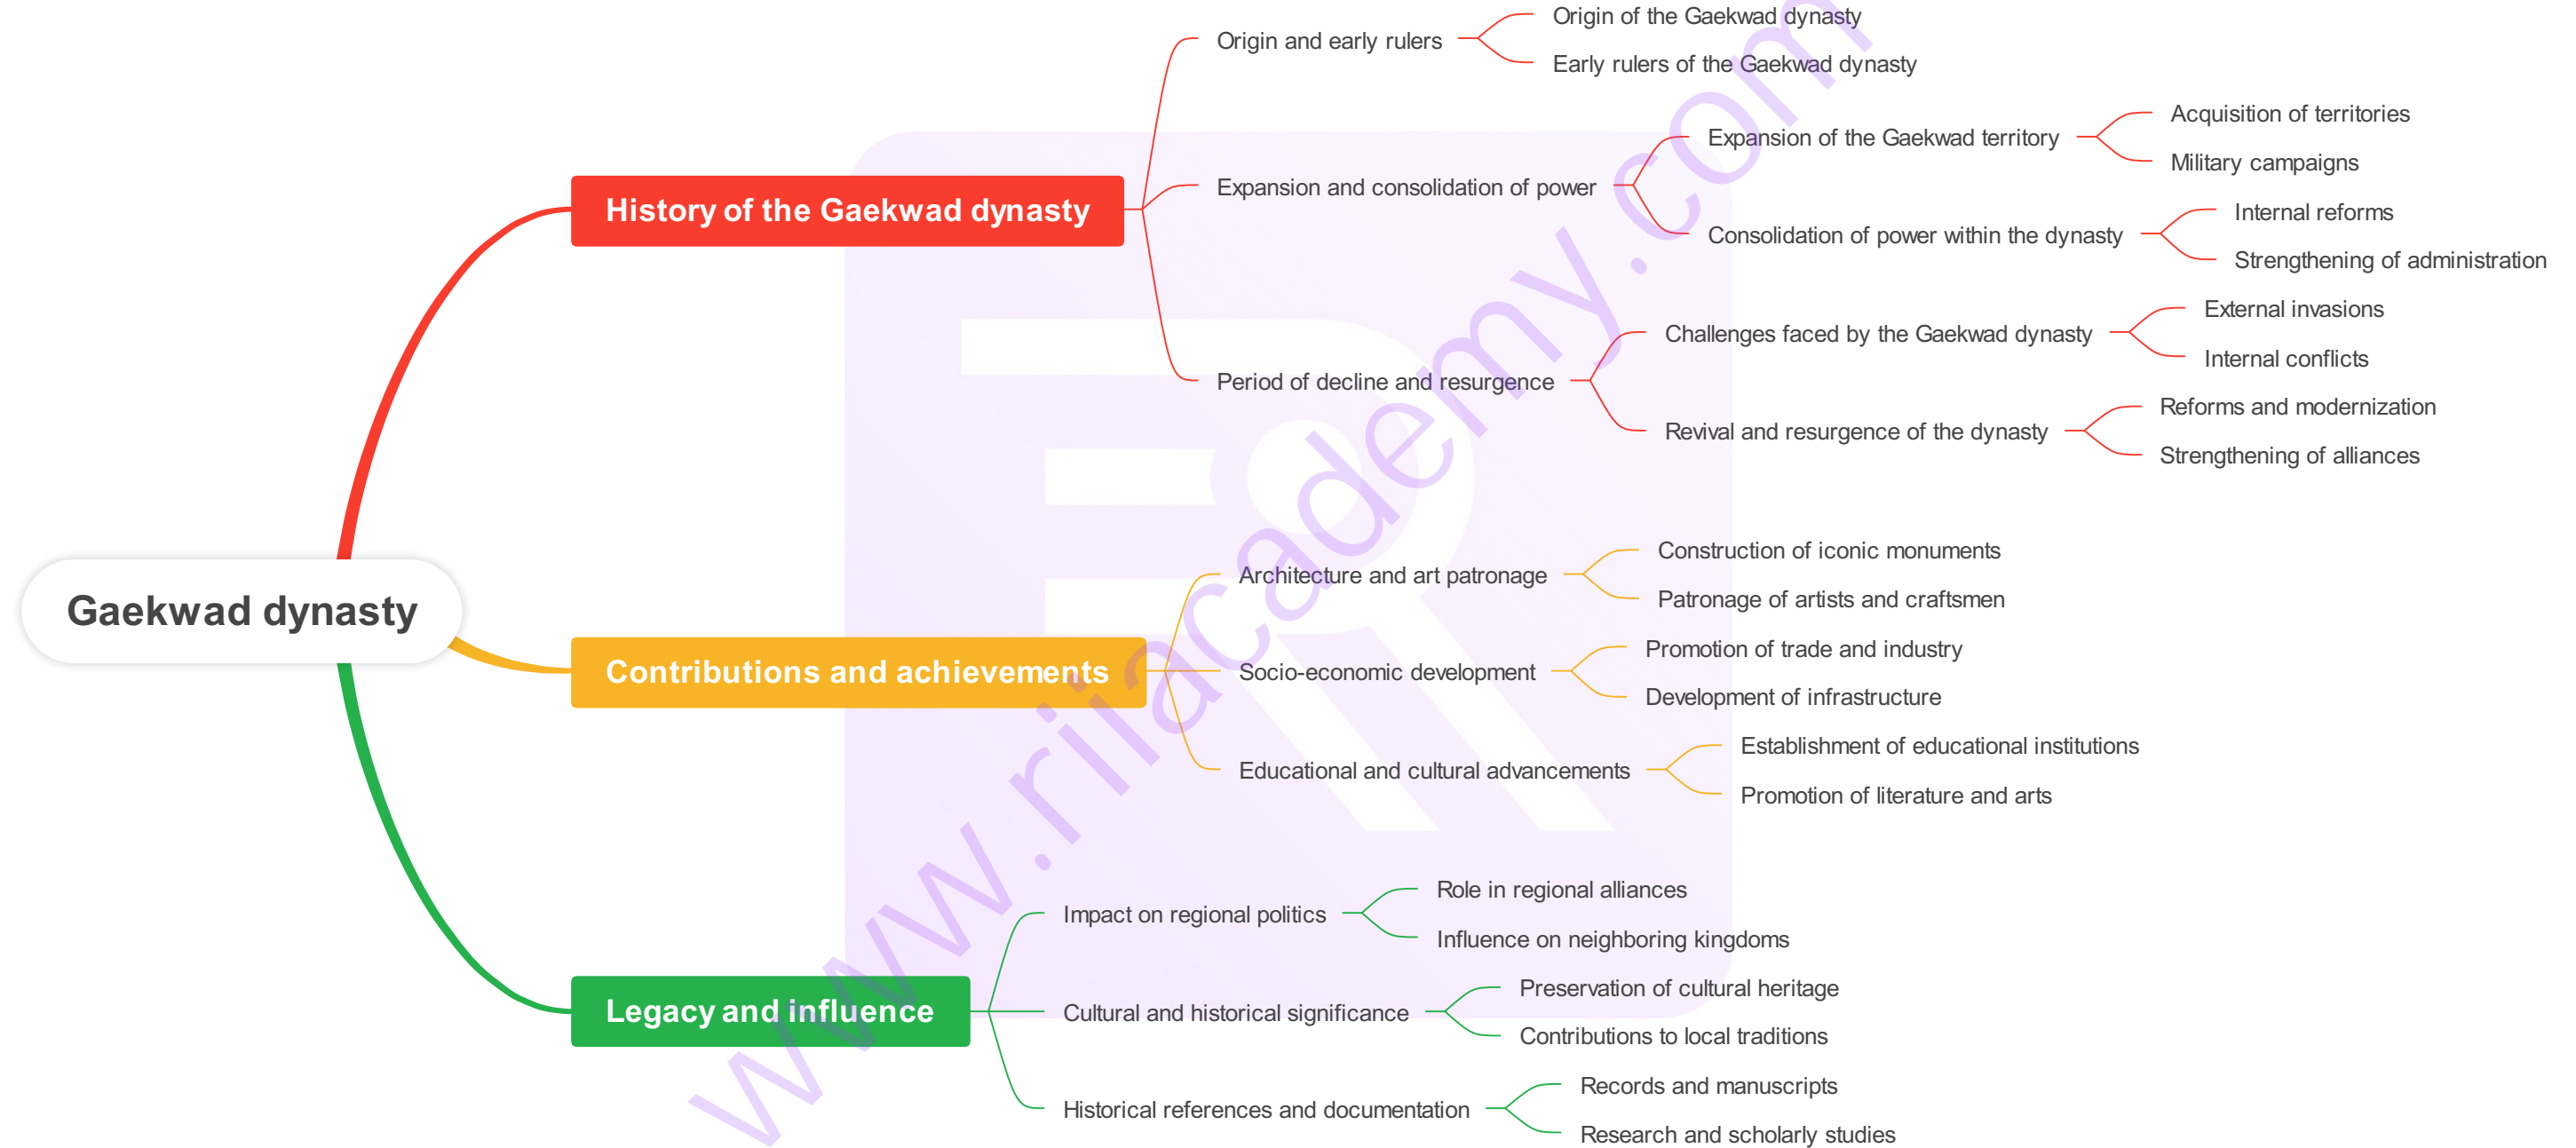 Gaekwad dynasty
History of the Gaekwad dynasty
Origin and early rulers
Origin of the Gaekwad dynasty
Early rulers of the Gaekwad dynasty
Expansion and consolidation of power
Expansion of the Gaekwad territory
Acquisition of territories
Military campaigns
Consolidation of power within the dynasty
Internal reforms
Strengthening of administration
Period of decline and resurgence
Challenges faced by the Gaekwad dynasty
External invasions
Internal conflicts
Revival and resurgence of the dynasty
Reforms and modernization
Strengthening of alliances
Contributions and achievements
Architecture and art patronage
Construction of iconic monuments
Patronage of artists and craftsmen
Socio-economic development
Promotion of trade and industry
Development of infrastructure
Educational and cultural advancements
Establishment of educational institutions
Promotion of literature and arts
Legacy and influence
Impact on regional politics
Role in regional alliances
Influence on neighboring kingdoms
Cultural and historical significance
Preservation of cultural heritage
Contributions to local traditions
Historical references and documentation
Records and manuscripts
Research and scholarly studies
www.rijacademy.com